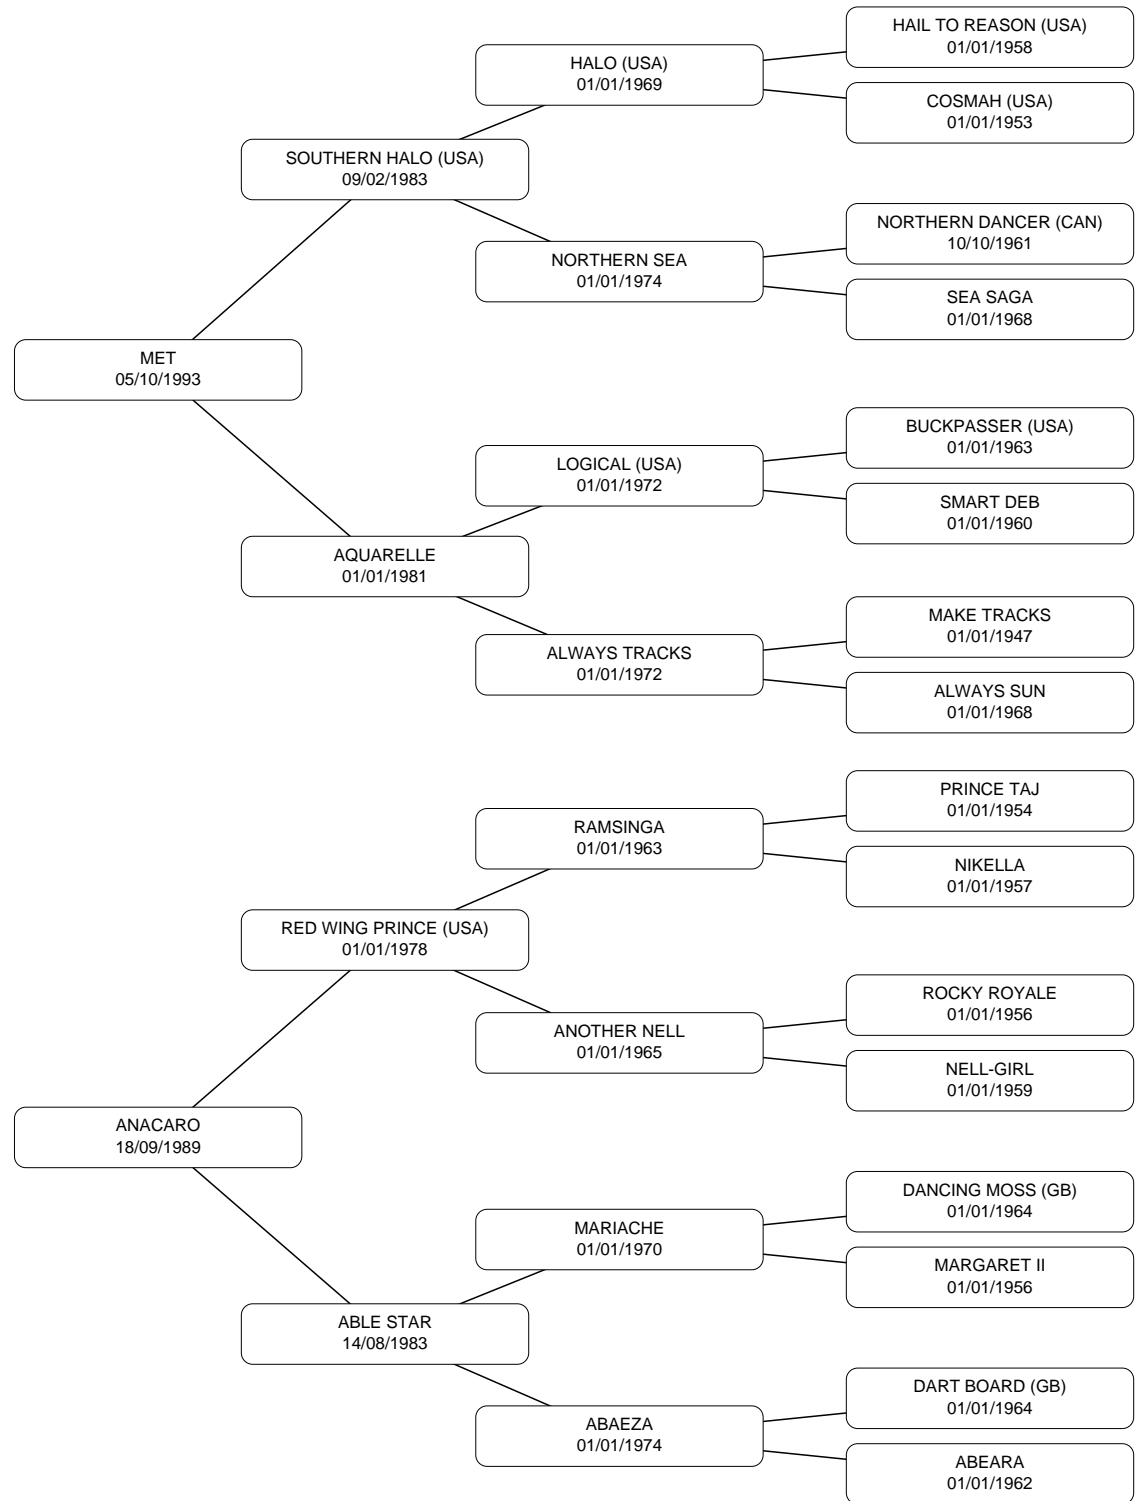 HAIL TO REASON (USA)
01/01/1958
HALO (USA)
01/01/1969
COSMAH (USA)
01/01/1953
SOUTHERN HALO (USA)
09/02/1983
NORTHERN DANCER (CAN)
10/10/1961
NORTHERN SEA
01/01/1974
SEA SAGA
01/01/1968
MET
05/10/1993
BUCKPASSER (USA)
01/01/1963
LOGICAL (USA)
01/01/1972
SMART DEB
01/01/1960
AQUARELLE
01/01/1981
MAKE TRACKS
01/01/1947
ALWAYS TRACKS
01/01/1972
ALWAYS SUN
01/01/1968
PRINCE TAJ
01/01/1954
RAMSINGA
01/01/1963
NIKELLA
01/01/1957
RED WING PRINCE (USA)
01/01/1978
ROCKY ROYALE
01/01/1956
ANOTHER NELL
01/01/1965
NELL-GIRL
01/01/1959
ANACARO
18/09/1989
DANCING MOSS (GB)
01/01/1964
MARIACHE
01/01/1970
MARGARET II
01/01/1956
ABLE STAR
14/08/1983
DART BOARD (GB)
01/01/1964
ABAEZA
01/01/1974
ABEARA
01/01/1962